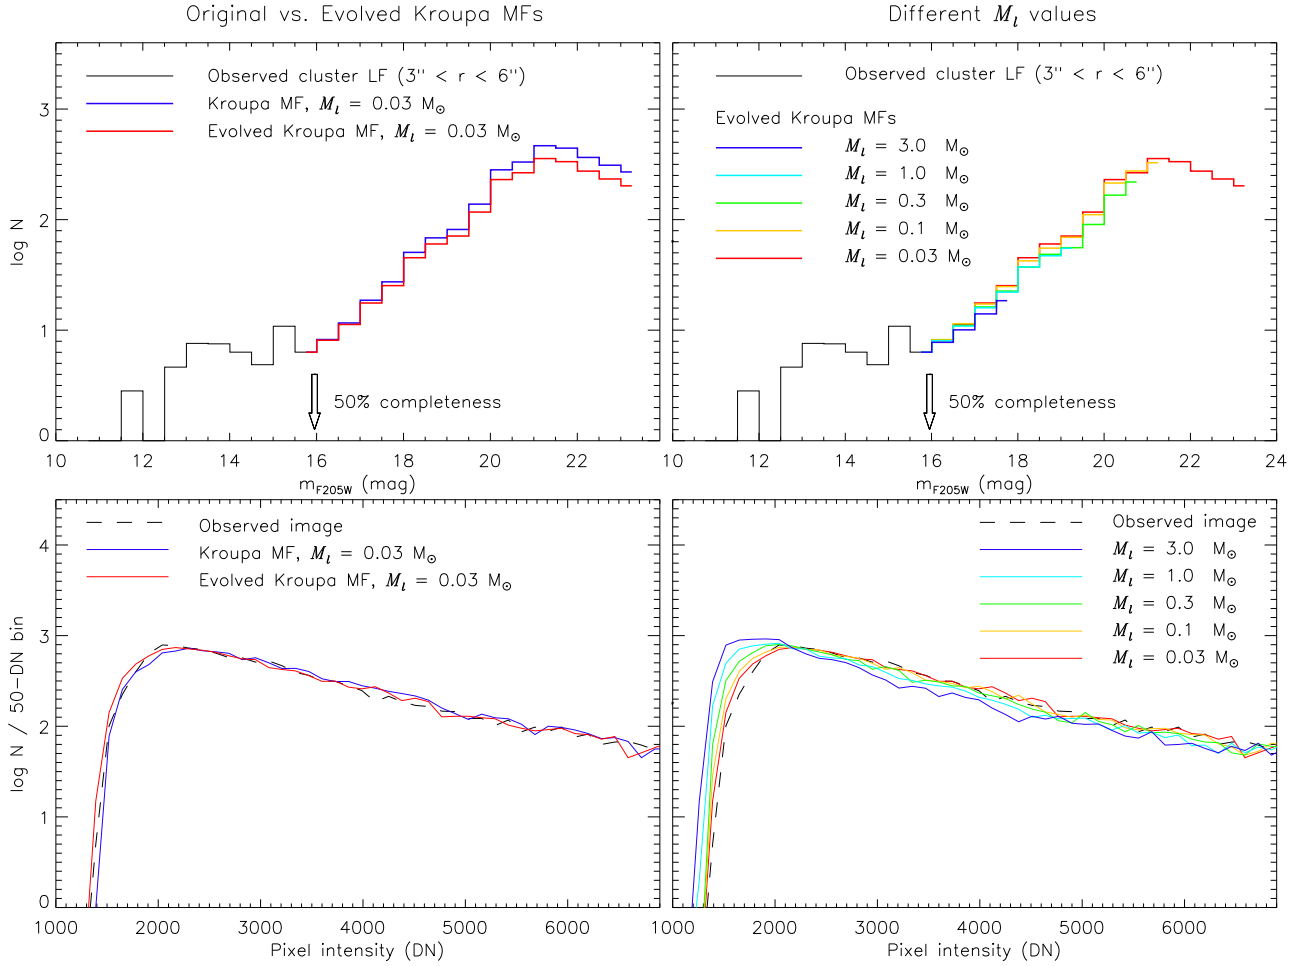 Original vs. Evolved Kroupa MFs
Different M_l values
Observed cluster LF (3" < r < 6")
Kroupa MF, M_l = 0.03 M_⊙
Evolved Kroupa MF, M_l = 0.03 M_⊙
log N
3
2
1
0
50% completeness
10 12 14 16 18 20 22
m_F205W (mag)
Observed cluster LF (3" < r < 6")
Evolved Kroupa MFs
M_l = 3.0 M_⊙
M_l = 1.0 M_⊙
M_l = 0.3 M_⊙
M_l = 0.1 M_⊙
M_l = 0.03 M_⊙
50% completeness
10 12 14 16 18 20 22 24
m_F205W (mag)
Observed image
Kroupa MF, M_l = 0.03 M_⊙
Evolved Kroupa MF, M_l = 0.03 M_⊙
log N / 50-DN bin
4
3
2
1
0
1000 2000 3000 4000 5000 6000
Pixel intensity (DN)
Observed image
M_l = 3.0 M_⊙
M_l = 1.0 M_⊙
M_l = 0.3 M_⊙
M_l = 0.1 M_⊙
M_l = 0.03 M_⊙
1000 2000 3000 4000 5000 6000
Pixel intensity (DN)